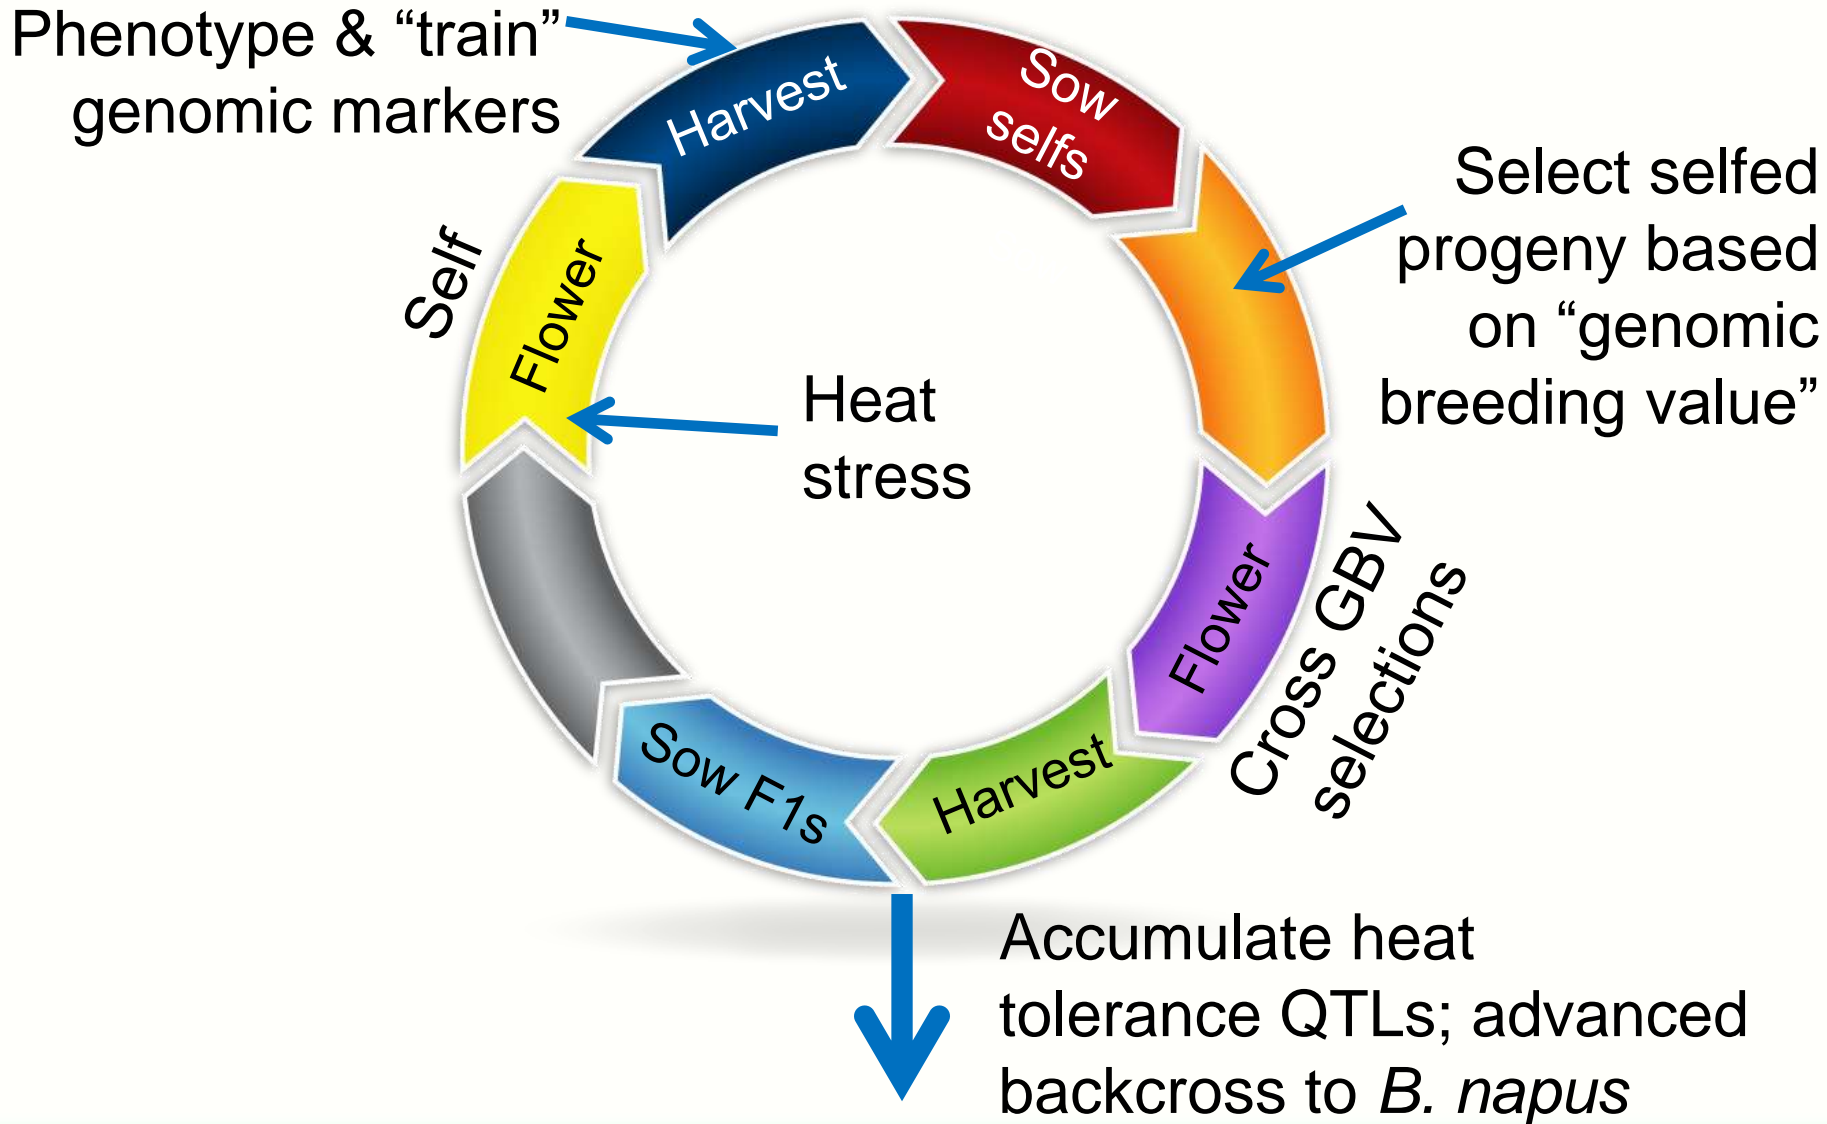 Phenotype & “train”
genomic markers
Harvest
Sow
selfs
Select selfed
progeny based
on “genomic
breeding value”
Self
Flower
Heat
stress
Flower
Cross GBV
selections
Harvest
Sow F1s
Accumulate heat
tolerance QTLs; advanced
backcross to B. napus